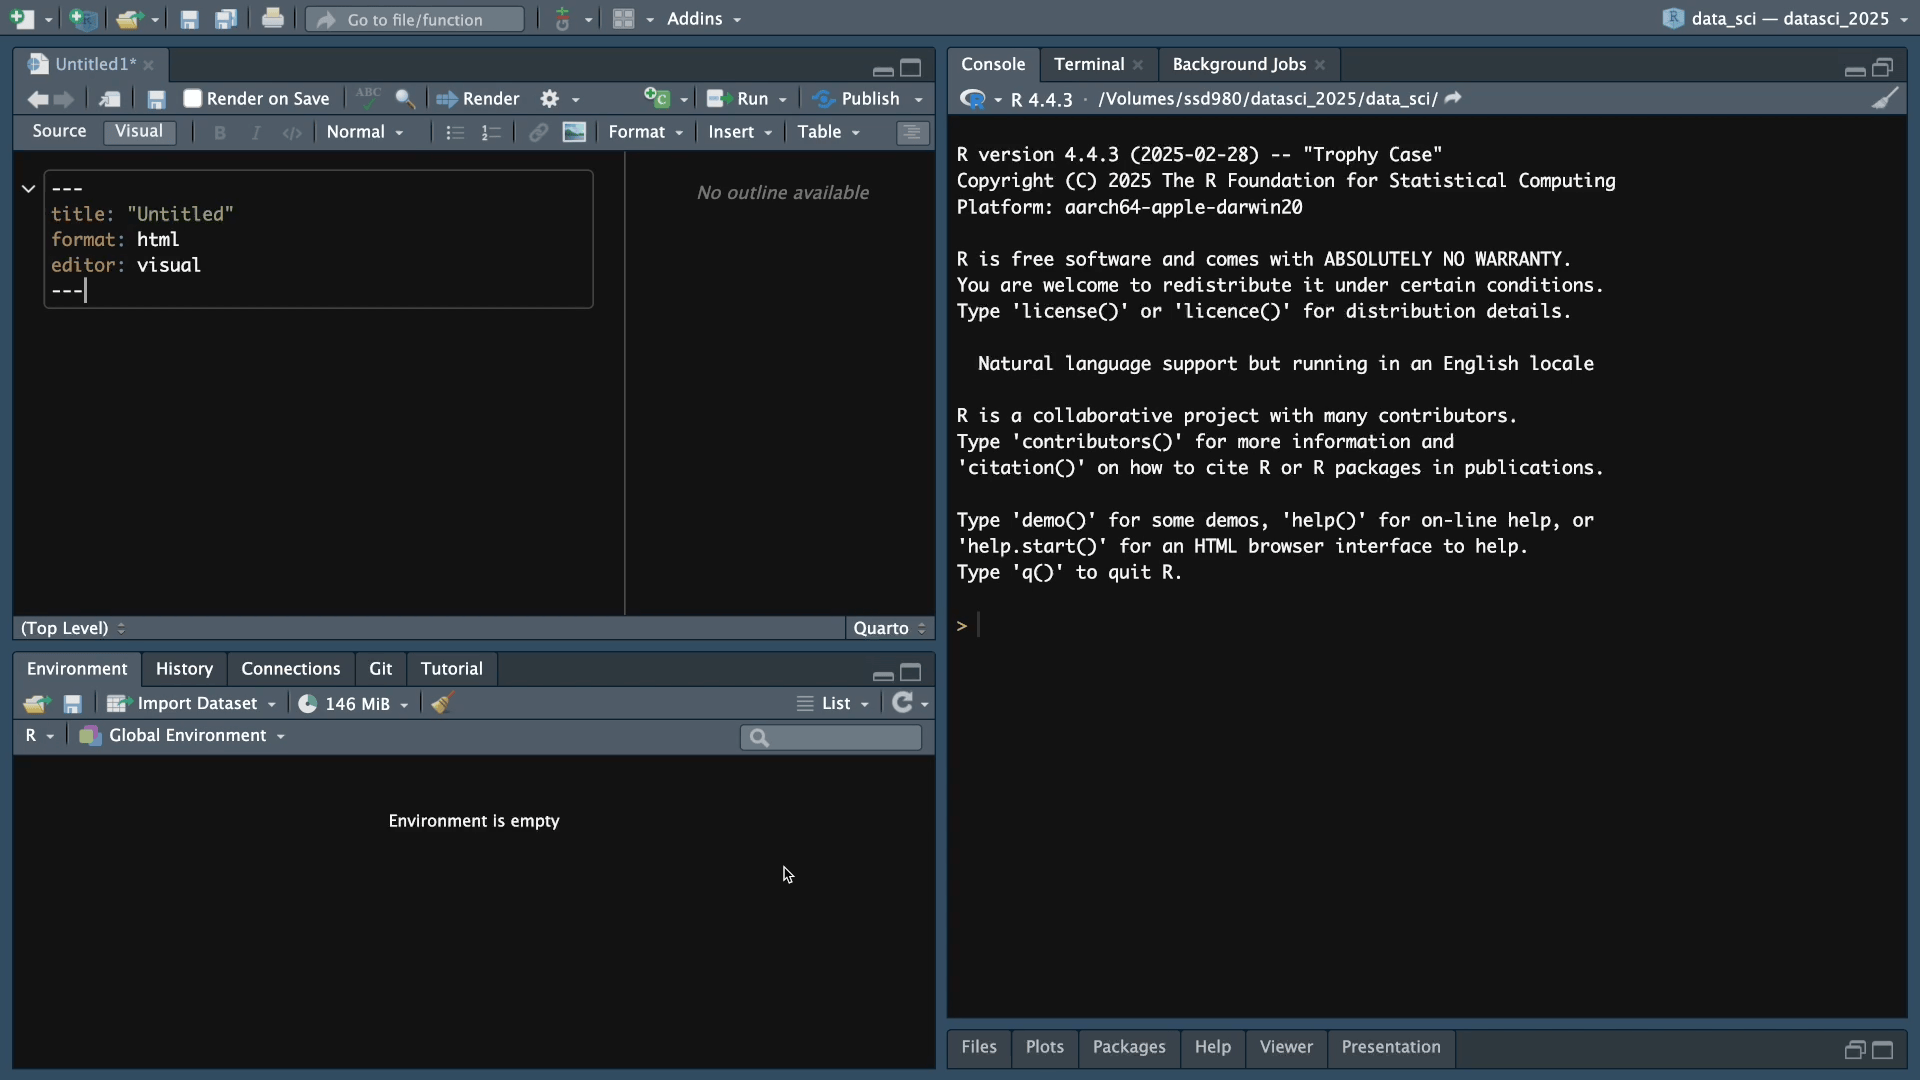 Go to file/function
Addins
data_sci — datasci_2025
Untitled1*
Render on Save
ABC
Render
Run
Publish
Source
Visual
B
I
</>
Normal
Format
Insert
Table
---
title: "Untitled"
format: html
editor: visual
---
No outline available
(Top Level)
Quarto
Environment
History
Connections
Git
Tutorial
Import Dataset
146 MiB
List
R
Global Environment
Environment is empty
Console
Terminal
Background Jobs
R 4.4.3 · /Volumes/ssd980/datasci_2025/data_sci/
R version 4.4.3 (2025-02-28) -- "Trophy Case"
Copyright (C) 2025 The R Foundation for Statistical Computing
Platform: aarch64-apple-darwin20
R is free software and comes with ABSOLUTELY NO WARRANTY.
You are welcome to redistribute it under certain conditions.
Type 'license()' or 'licence()' for distribution details.
Natural language support but running in an English locale
R is a collaborative project with many contributors.
Type 'contributors()' for more information and
'citation()' on how to cite R or R packages in publications.
Type 'demo()' for some demos, 'help()' for on-line help, or
'help.start()' for an HTML browser interface to help.
Type 'q()' to quit R.
>
Files
Plots
Packages
Help
Viewer
Presentation